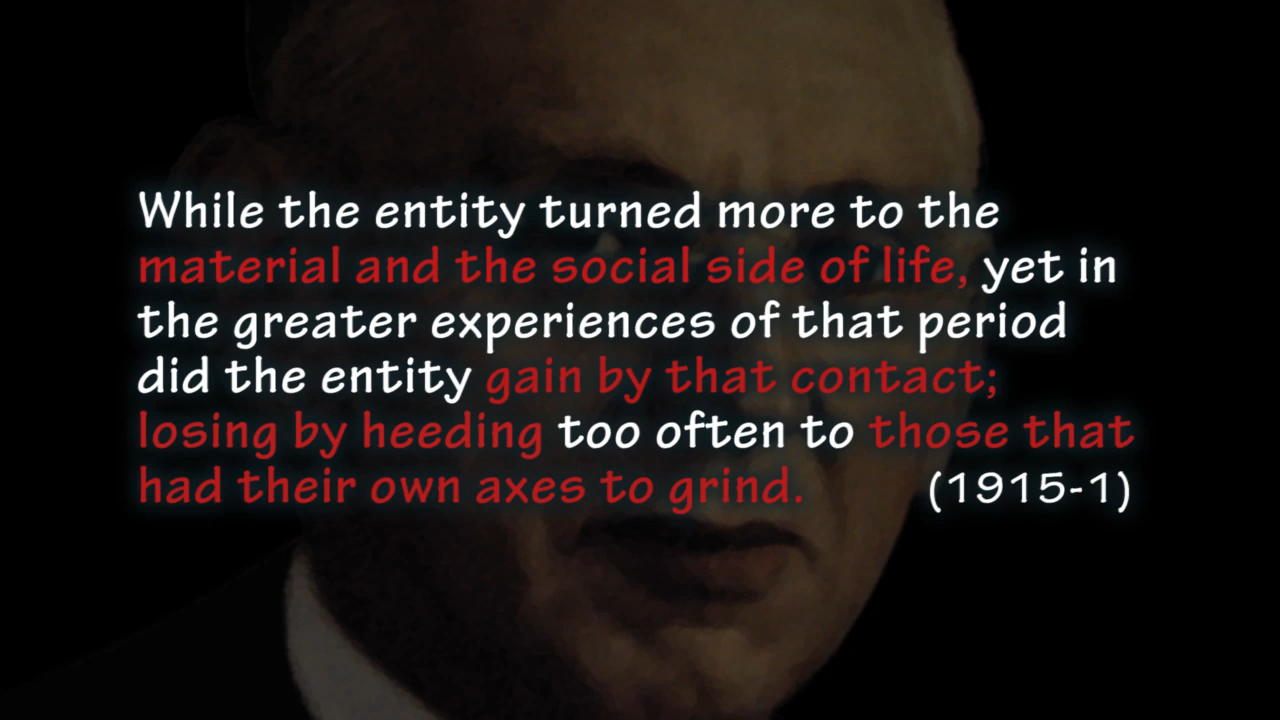 While the entity turned more to the
material and the social side of life, yet in
the greater experiences of that period
did the entity gain by that contact;
losing by heeding too often to those that
had their own axes to grind. (1915-1)